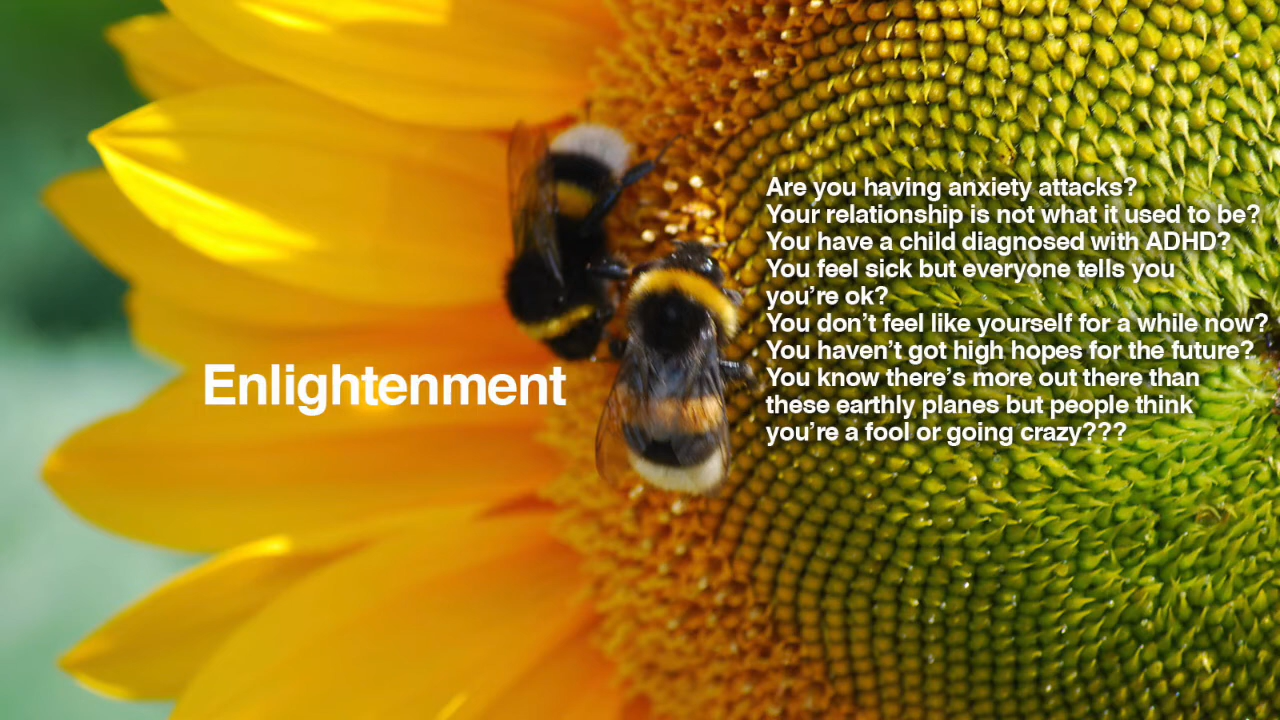 Enlightenment
Are you having anxiety attacks?
Your relationship is not what it used to be?
You have a child diagnosed with ADHD?
You feel sick but everyone tells you
you’re ok?
You don’t feel like yourself for a while now?
You haven’t got high hopes for the future?
You know there’s more out there than
these earthly planes but people think
you’re a fool or going crazy???